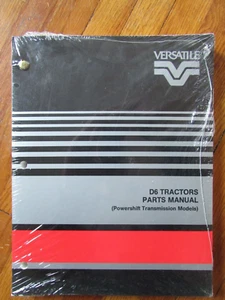 VERSATILE
D6 TRACTORS
PARTS MANUAL
(Powershift Transmission Models)